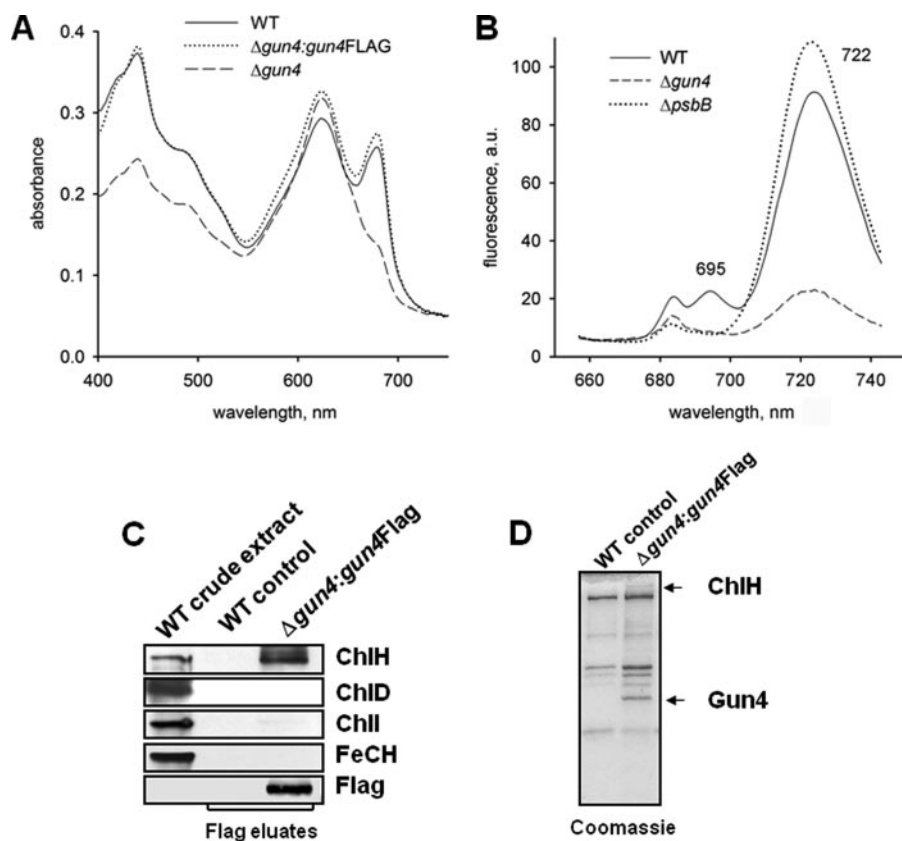 A
WT
Δgun4:gun4FLAG
Δgun4
0.4
0.3
0.2
0.1
0.0
absorbance
400
500
600
700
wavelength, nm
B
WT
Δgun4
ΔpsbB
722
695
100
80
60
40
20
0
fluorescence, a.u.
660
680
700
720
740
wavelength, nm
C
WT crude extract
WT control
Δgun4:gun4Flag
ChlH
ChlD
ChlI
FeCH
Flag
Flag eluates
D
WT control
Δgun4:gun4Flag
ChlH
Gun4
Coomassie